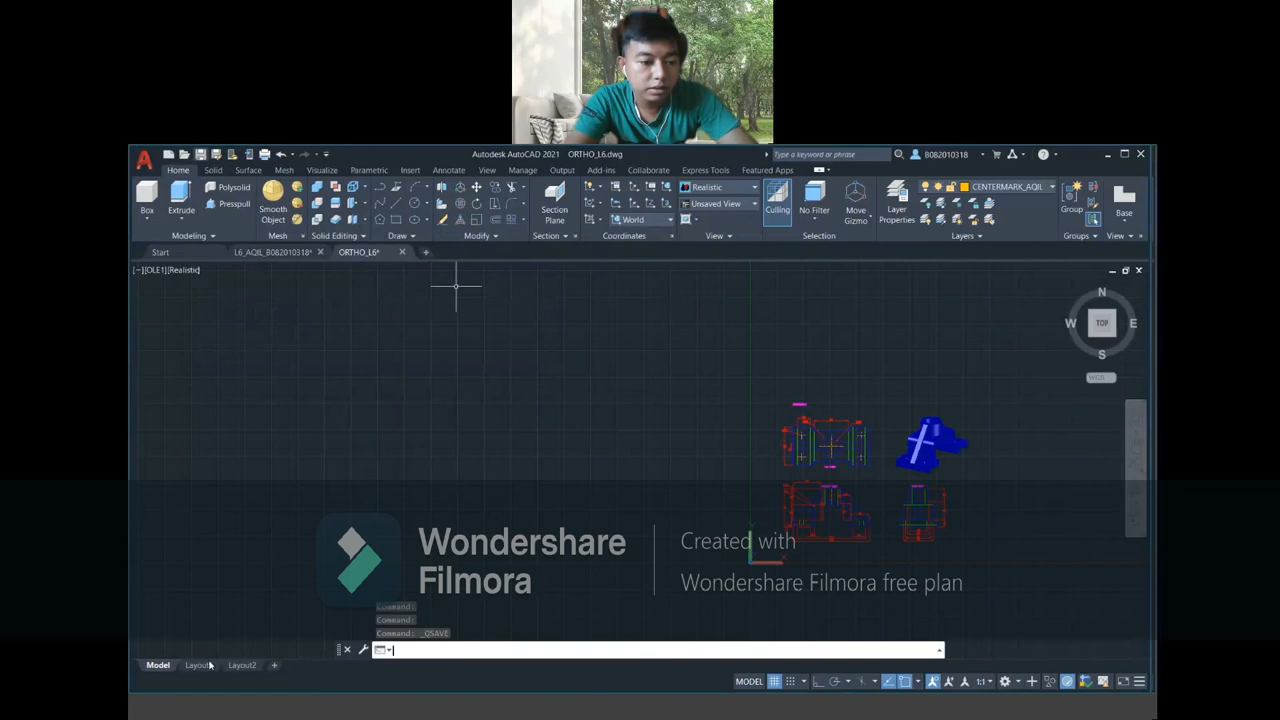 Autodesk AutoCAD 2021 ORTHO_L6.dwg
Type a keyword or phrase
B082010318
Home Solid Surface Mesh Visualize Parametric Insert Annotate View Manage Output Add-ins Collaborate Express Tools Featured Apps
Polysolid
Presspull
Box
Extrude
Smooth
Object
Section
Plane
World
Realistic
Unsaved View
Culling
No Filter
Move
Gizmo
Layer
Properties
CENTERMARK_AQIL
Group
Base
Modeling Mesh Solid Editing Draw Modify Section Coordinates View Selection Layers Groups View
Start L6_AQIL_B082010318* ORTHO_L6*
[−][OLE1][Realistic]
N
W TOP E
S
WCS
Wondershare
Filmora
Created with
Wondershare Filmora free plan
Command:
Command:
Command: _QSAVE
Model Layout1 Layout2
MODEL 1:1